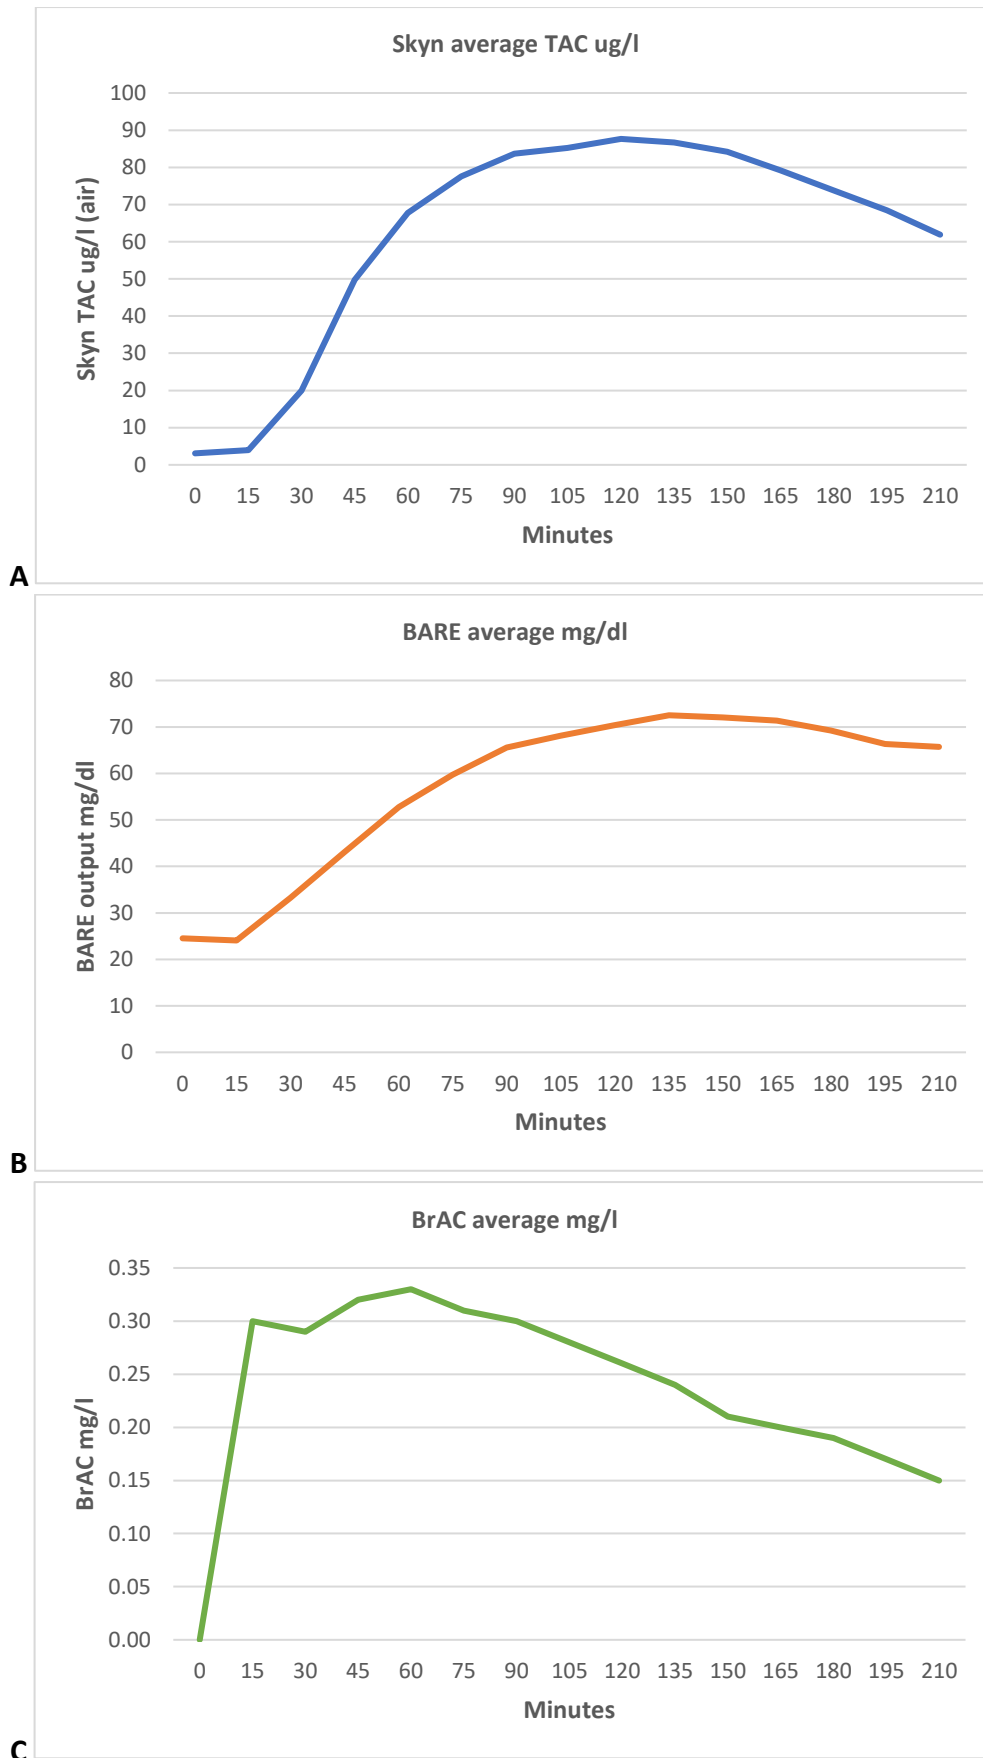 Skyn average TAC ug/l
Skyn TAC ug/l (air)
100
90
80
70
60
50
40
30
20
10
0
0 15 30 45 60 75 90 105 120 135 150 165 180 195 210
Minutes
A
BARE average mg/dl
BARE output mg/dl
80
70
60
50
40
30
20
10
0
0 15 30 45 60 75 90 105 120 135 150 165 180 195 210
Minutes
B
BrAC average mg/l
BrAC mg/l
0.35
0.30
0.25
0.20
0.15
0.10
0.05
0.00
0 15 30 45 60 75 90 105 120 135 150 165 180 195 210
Minutes
C